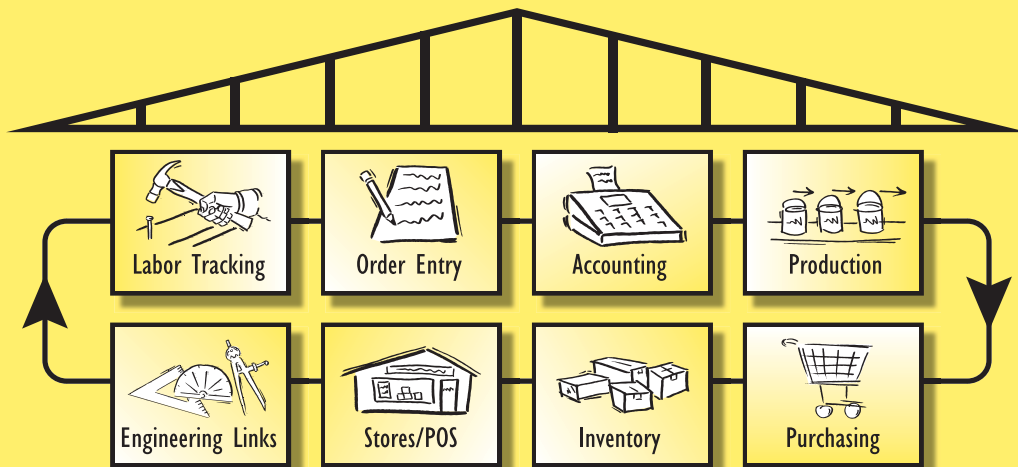 Labor Tracking
Order Entry
Accounting
Production
Engineering Links
Stores/POS
Inventory
Purchasing